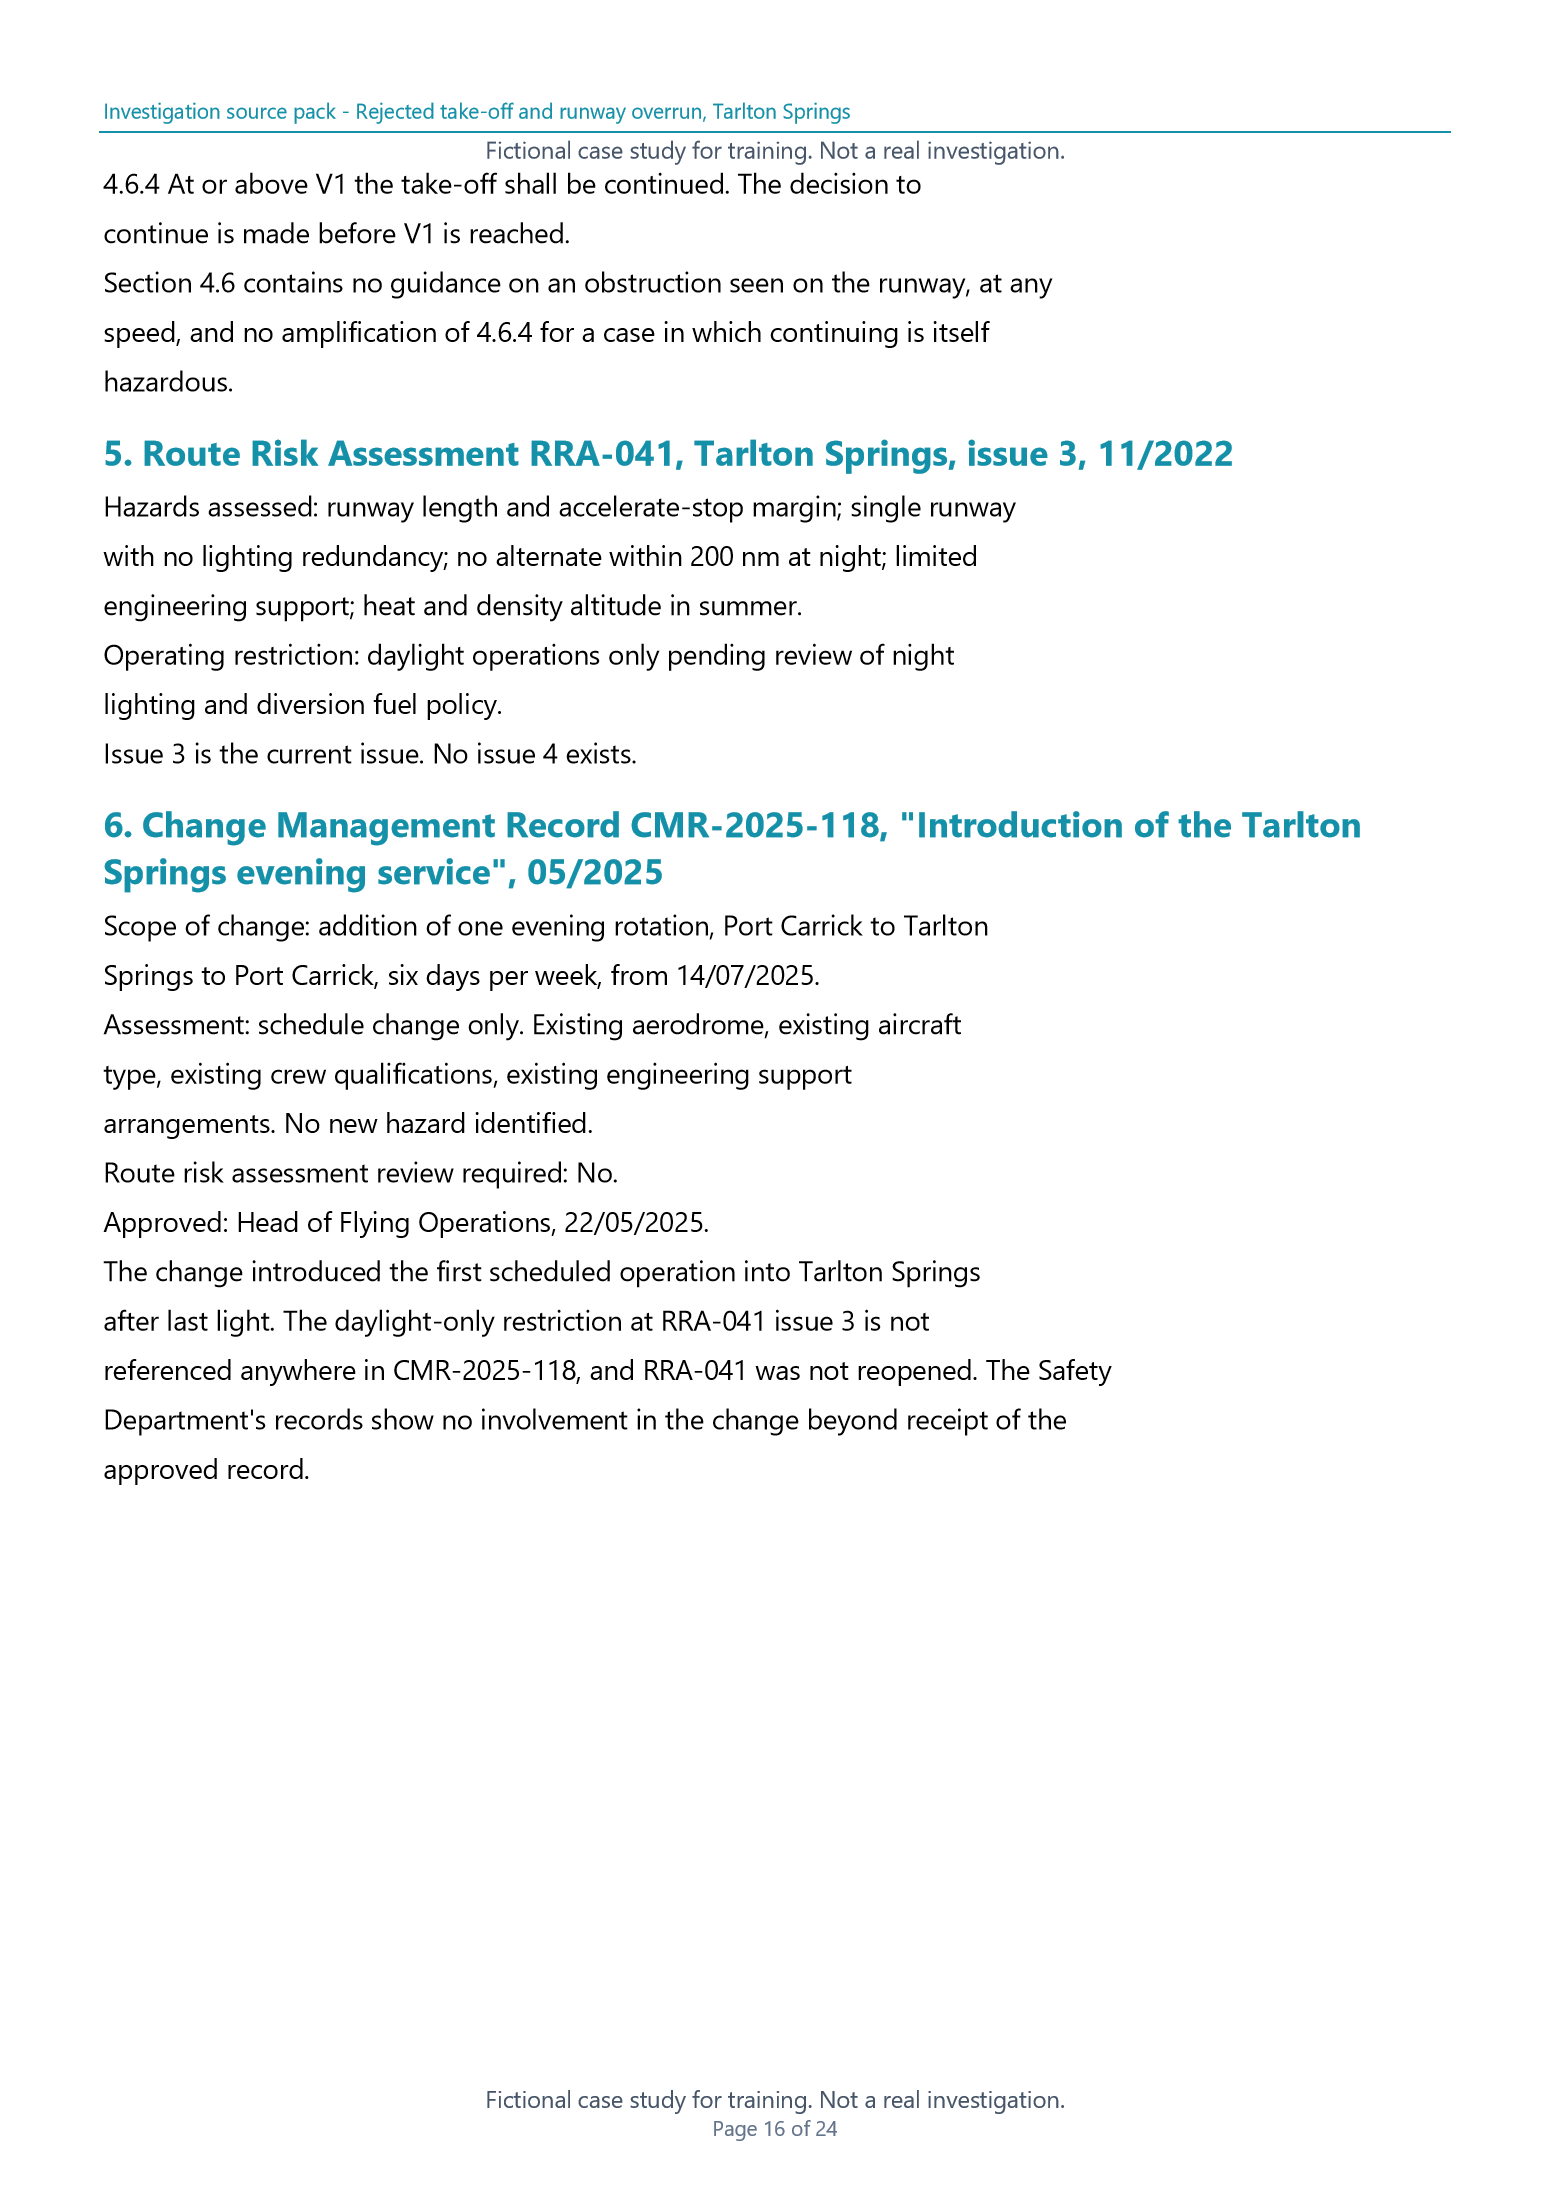 Investigation source pack - Rejected take-off and runway overrun, Tarlton Springs
Fictional case study for training. Not a real investigation.
4.6.4 At or above V1 the take-off shall be continued. The decision to
continue is made before V1 is reached.
Section 4.6 contains no guidance on an obstruction seen on the runway, at any
speed, and no amplification of 4.6.4 for a case in which continuing is itself
hazardous.
5. Route Risk Assessment RRA-041, Tarlton Springs, issue 3, 11/2022
Hazards assessed: runway length and accelerate-stop margin; single runway
with no lighting redundancy; no alternate within 200 nm at night; limited
engineering support; heat and density altitude in summer.
Operating restriction: daylight operations only pending review of night
lighting and diversion fuel policy.
Issue 3 is the current issue. No issue 4 exists.
6. Change Management Record CMR-2025-118, "Introduction of the Tarlton
Springs evening service", 05/2025
Scope of change: addition of one evening rotation, Port Carrick to Tarlton
Springs to Port Carrick, six days per week, from 14/07/2025.
Assessment: schedule change only. Existing aerodrome, existing aircraft
type, existing crew qualifications, existing engineering support
arrangements. No new hazard identified.
Route risk assessment review required: No.
Approved: Head of Flying Operations, 22/05/2025.
The change introduced the first scheduled operation into Tarlton Springs
after last light. The daylight-only restriction at RRA-041 issue 3 is not
referenced anywhere in CMR-2025-118, and RRA-041 was not reopened. The Safety
Department's records show no involvement in the change beyond receipt of the
approved record.
Fictional case study for training. Not a real investigation.
Page 16 of 24